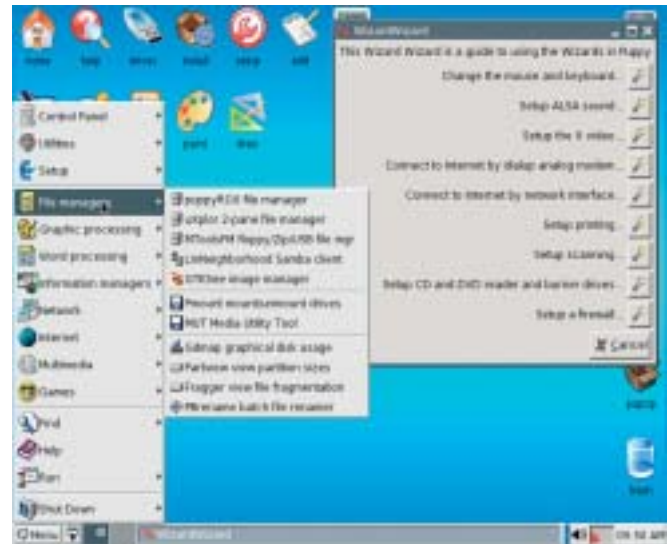 home
help
drives
install
setup
edit
paint
draw
WizardWizard
This Wizard Wizard is a guide to using the Wizards in Puppy
Change the mouse and keyboard.
Setup ALSA sound
Setup the X video
Connect to Internet by dialup analog modem
Connect to Internet by network interface.
Setup printing
Setup scanning
Setup CD and DVD reader and burner drives
Setup a firewall
Cancel
Control Panel
Utilities
Setup
File managers
Graphic processing
Word processing
Information managers
Network
Internet
Multimedia
Games
Find
Help
Run
Shut Down
puppyROX file manager
xfile 2-pane file manager
MToolsFM floppy/Zip/USB file mgr
LinNeighborhood Samba client
GTKSee image manager
Pmount mount/unmount drives
MUT Media Utility Tool
Gdmap graphical disk usage
Partview view partition sizes
Fragger view file fragmentation
PRename batch file renamer
trash
Menu
WizardWizard